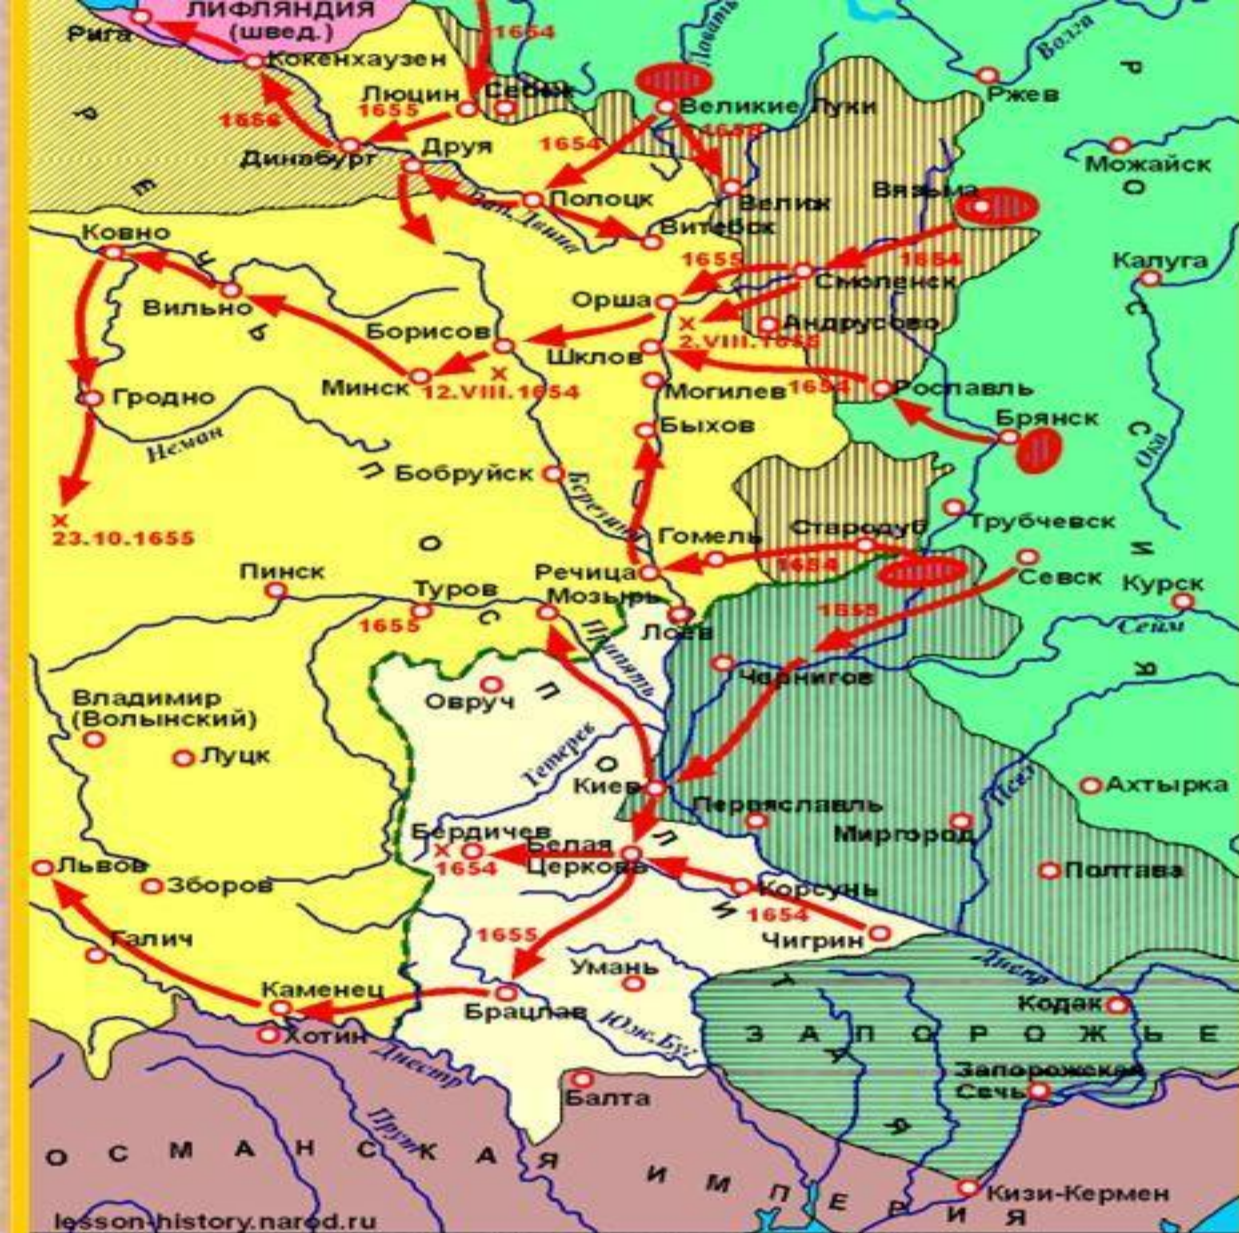 ЛИФЛЯНДИЯ
(швед.)
Рига
1654
Ловать
Волга
Кокенхаузен
Люцин
Себеж
Великие Луки
Ржев
1655
1656
1654
1654
Динабург
Друя
Можайск
Полоцк
Велиж
Вязьма
Зап. Двина
Витебск
Ковно
1655
1654
Калуга
Смоленск
Вильно
Орша
Андрусово
Борисов
Шклов
2.VIII.1655
Минск
12.VIII.1654
Могилев
1654
Рославль
Гродно
Быхов
Брянск
Неман
Бобруйск
Березина
Ока
23.10.1655
Гомель
Стародуб
Трубчевск
Пинск
Туров
Речица
1654
Севск
Курск
Мозырь
1655
1655
Лоев
Сейм
Припять
Чернигов
Овруч
Владимир
(Волынский)
Луцк
Тетерев
Киев
Псел
Ахтырка
Переяславль
Бердичев
Белая
Церковь
Миргород
1654
Львов
Зборов
Корсунь
Полтава
1654
1655
Чигрин
Галич
Умань
Днепр
Каменец
Брацлав
Кодак
Хотин
Юж.Буг
ЗАПОРОЖЬЕ
Днестр
Запорожская
Сечь
Балта
Прут
ОСМАНСКАЯ ИМПЕРИЯ
Кизи-Кермен
РЕЧЬ ПОСПОЛИТАЯ
РОССИЯ
lesson-history.narod.ru